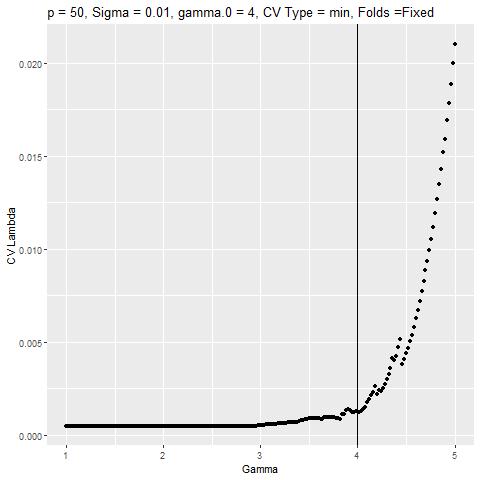 p = 50, Sigma = 0.01, gamma.0 = 4, CV Type = min, Folds =Fixed
0.020
0.015
0.010
0.005
0.000
CV Lambda
1 2 3 4 5
Gamma